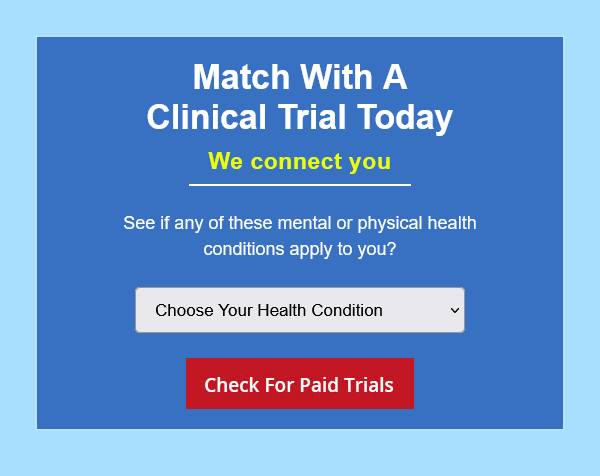 Match With A
Clinical Trial Today
We connect you
See if any of these mental or physical health
conditions apply to you?
Choose Your Health Condition
Check For Paid Trials